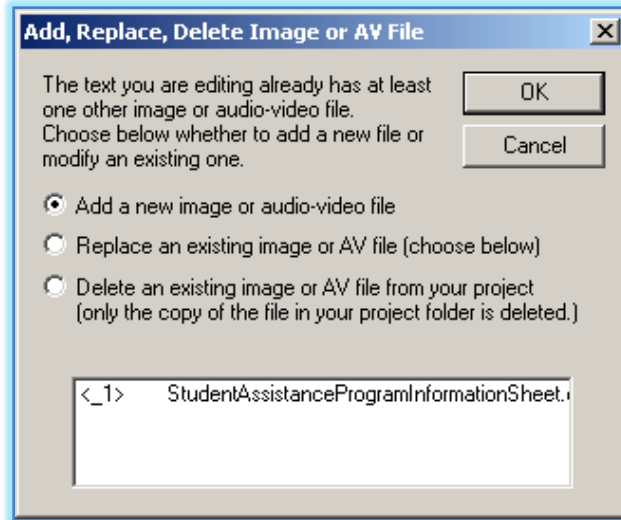 Add, Replace, Delete Image or AV File
The text you are editing already has at least
one other image or audio-video file.
Choose below whether to add a new file or
modify an existing one.
OK
Cancel
Add a new image or audio-video file
Replace an existing image or AV file (choose below)
Delete an existing image or AV file from your project
(only the copy of the file in your project folder is deleted.)
<_1> StudentAssistanceProgramInformationSheet.